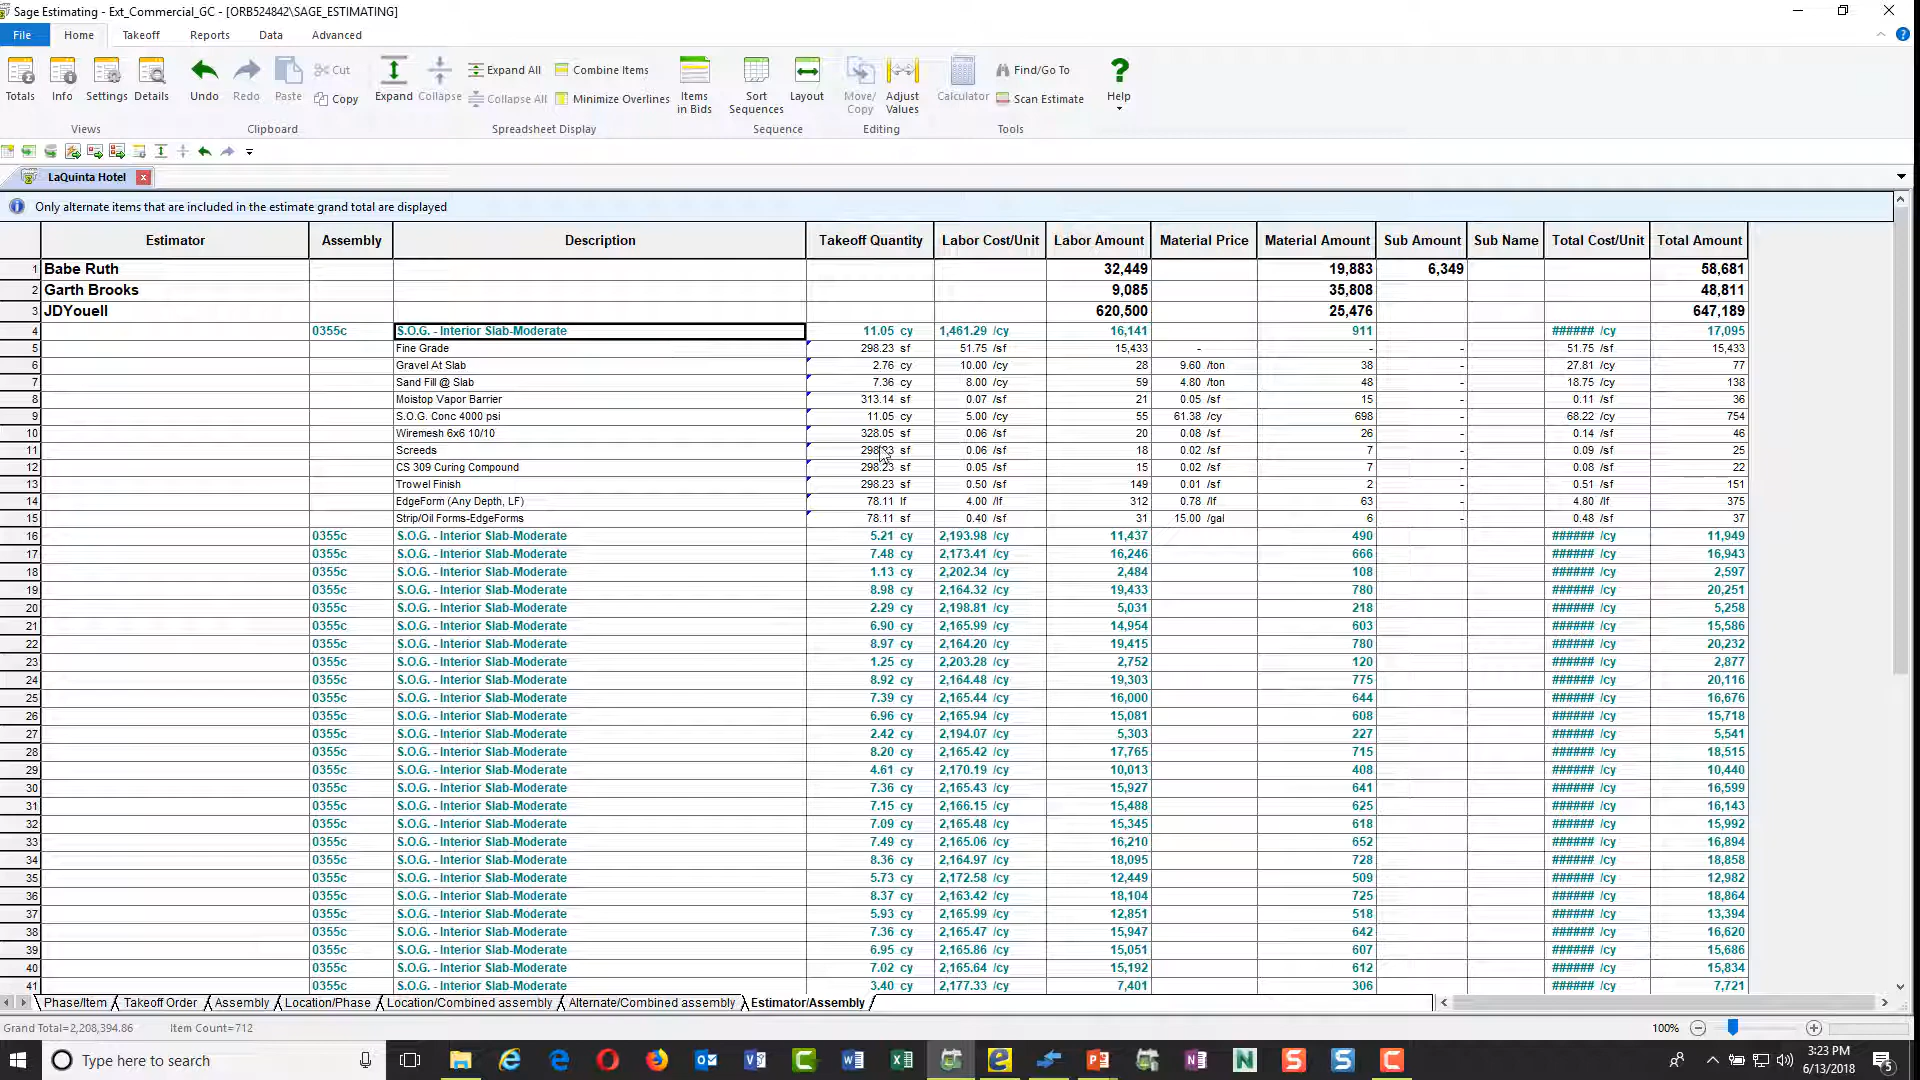 Sage Estimating - Ext_Commercial_GC - [ORB524842\SAGE_ESTIMATING]
File Home Takeoff Reports Data Advanced
Totals Info Settings Details Undo Redo Paste Cut Copy Expand Collapse Expand All Collapse All Combine Items Minimize Overlines Items in Bids Sort Sequences Layout Move/ Copy Adjust Values Calculator Find/Go To Scan Estimate Help
Views Clipboard Spreadsheet Display Sequence Editing Tools
LaQuinta Hotel
Only alternate items that are included in the estimate grand total are displayed
Estimator Assembly Description Takeoff Quantity Labor Cost/Unit Labor Amount Material Price Material Amount Sub Amount Sub Name Total Cost/Unit Total Amount
1 Babe Ruth 32,449 19,883 6,349 58,681
2 Garth Brooks 9,085 35,808 48,811
3 JDYouell 620,500 25,476 647,189
4 0355c S.O.G. - Interior Slab-Moderate 11.05 cy 1,461.29 /cy 16,141 911 ###### /cy 17,095
5 Fine Grade 298.23 sf 51.75 /sf 15,433 - - - 51.75 /sf 15,433
6 Gravel At Slab 2.76 cy 10.00 /cy 28 9.60 /ton 38 - 27.81 /cy 77
7 Sand Fill @ Slab 7.36 cy 8.00 /cy 59 4.80 /ton 48 - 18.75 /cy 138
8 Moistop Vapor Barrier 313.14 sf 0.07 /sf 21 0.05 /sf 15 - 0.11 /sf 36
9 S.O.G. Conc 4000 psi 11.05 cy 5.00 /cy 55 61.38 /cy 698 - 68.22 /cy 754
10 Wiremesh 6x6 10/10 328.05 sf 0.06 /sf 20 0.08 /sf 26 - 0.14 /sf 46
11 Screeds sf 0.06 /sf 18 0.02 /sf 7 - 0.09 /sf 25
12 CS 309 Curing Compound 298.23 sf 0.05 /sf 15 0.02 /sf 7 - 0.08 /sf 22
13 Trowel Finish 298.23 sf 0.50 /sf 149 0.01 /sf 2 - 0.51 /sf 151
14 EdgeForm (Any Depth, LF) 78.11 lf 4.00 /lf 312 0.78 /lf 63 - 4.80 /lf 375
15 Strip/Oil Forms-EdgeForms 78.11 sf 0.40 /sf 31 15.00 /gal 6 - 0.48 /sf 37
16 0355c S.O.G. - Interior Slab-Moderate 5.21 cy 2,193.98 /cy 11,437 490 ###### /cy 11,949
17 0355c S.O.G. - Interior Slab-Moderate 7.48 cy 2,173.41 /cy 16,246 666 ###### /cy 16,943
18 0355c S.O.G. - Interior Slab-Moderate 1.13 cy 2,202.34 /cy 2,484 108 ###### /cy 2,597
19 0355c S.O.G. - Interior Slab-Moderate 8.98 cy 2,164.32 /cy 19,433 780 ###### /cy 20,251
20 0355c S.O.G. - Interior Slab-Moderate 2.29 cy 2,198.81 /cy 5,031 218 ###### /cy 5,258
21 0355c S.O.G. - Interior Slab-Moderate 6.90 cy 2,165.99 /cy 14,954 603 ###### /cy 15,586
22 0355c S.O.G. - Interior Slab-Moderate 8.97 cy 2,164.20 /cy 19,415 780 ###### /cy 20,232
23 0355c S.O.G. - Interior Slab-Moderate 1.25 cy 2,203.28 /cy 2,752 120 ###### /cy 2,877
24 0355c S.O.G. - Interior Slab-Moderate 8.92 cy 2,164.48 /cy 19,303 775 ###### /cy 20,116
25 0355c S.O.G. - Interior Slab-Moderate 7.39 cy 2,165.44 /cy 16,000 644 ###### /cy 16,676
26 0355c S.O.G. - Interior Slab-Moderate 6.96 cy 2,165.94 /cy 15,081 608 ###### /cy 15,718
27 0355c S.O.G. - Interior Slab-Moderate 2.42 cy 2,194.07 /cy 5,303 227 ###### /cy 5,541
28 0355c S.O.G. - Interior Slab-Moderate 8.20 cy 2,165.42 /cy 17,765 715 ###### /cy 18,515
29 0355c S.O.G. - Interior Slab-Moderate 4.61 cy 2,170.19 /cy 10,013 408 ###### /cy 10,440
30 0355c S.O.G. - Interior Slab-Moderate 7.36 cy 2,165.43 /cy 15,927 641 ###### /cy 16,599
31 0355c S.O.G. - Interior Slab-Moderate 7.15 cy 2,166.15 /cy 15,488 625 ###### /cy 16,143
32 0355c S.O.G. - Interior Slab-Moderate 7.09 cy 2,165.48 /cy 15,345 618 ###### /cy 15,992
33 0355c S.O.G. - Interior Slab-Moderate 7.49 cy 2,165.06 /cy 16,210 652 ###### /cy 16,894
34 0355c S.O.G. - Interior Slab-Moderate 8.36 cy 2,164.97 /cy 18,095 728 ###### /cy 18,858
35 0355c S.O.G. - Interior Slab-Moderate 5.73 cy 2,172.58 /cy 12,449 509 ###### /cy 12,982
36 0355c S.O.G. - Interior Slab-Moderate 8.37 cy 2,163.42 /cy 18,104 725 ###### /cy 18,864
37 0355c S.O.G. - Interior Slab-Moderate 5.93 cy 2,165.99 /cy 12,851 518 ###### /cy 13,394
38 0355c S.O.G. - Interior Slab-Moderate 7.36 cy 2,165.47 /cy 15,947 642 ###### /cy 16,620
39 0355c S.O.G. - Interior Slab-Moderate 6.95 cy 2,165.86 /cy 15,051 607 ###### /cy 15,686
40 0355c S.O.G. - Interior Slab-Moderate 7.02 cy 2,165.64 /cy 15,192 612 ###### /cy 15,834
41 0355c S.O.G. - Interior Slab-Moderate 3.40 cy 2,177.33 /cy 7,401 306 ###### /cy 7,721
Phase/Item Takeoff Order Assembly Location/Phase Location/Combined assembly Alternate/Combined assembly Estimator/Assembly
Grand Total=2,208,394.86 Item Count=712 100%
Type here to search 3:23 PM
6/13/2018 5